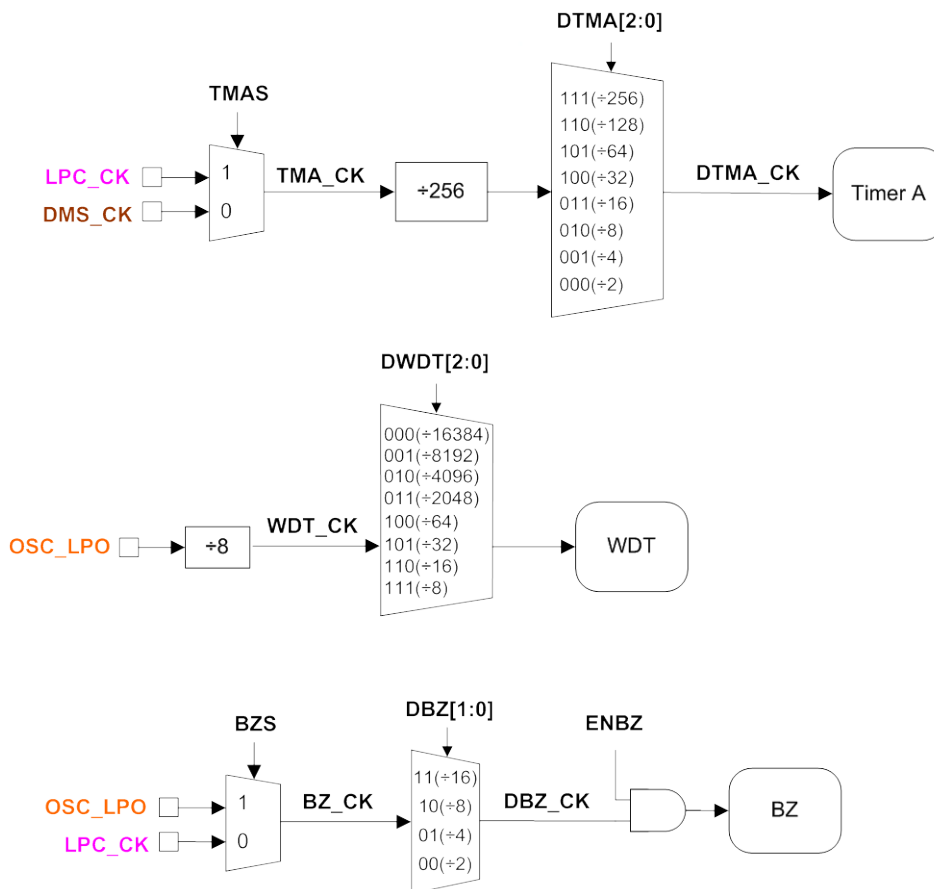 DTMA[2:0]
TMAS
LPC_CK
DMS_CK
1
0
TMA_CK
÷256
111(÷256)
110(÷128)
101(÷64)
100(÷32)
011(÷16)
010(÷8)
001(÷4)
000(÷2)
DTMA_CK
Timer A
DWDT[2:0]
OSC_LPO
÷8
WDT_CK
000(÷16384)
001(÷8192)
010(÷4096)
011(÷2048)
100(÷64)
101(÷32)
110(÷16)
111(÷8)
WDT
BZS
DBZ[1:0]
ENBZ
OSC_LPO
LPC_CK
1
0
BZ_CK
11(÷16)
10(÷8)
01(÷4)
00(÷2)
DBZ_CK
BZ